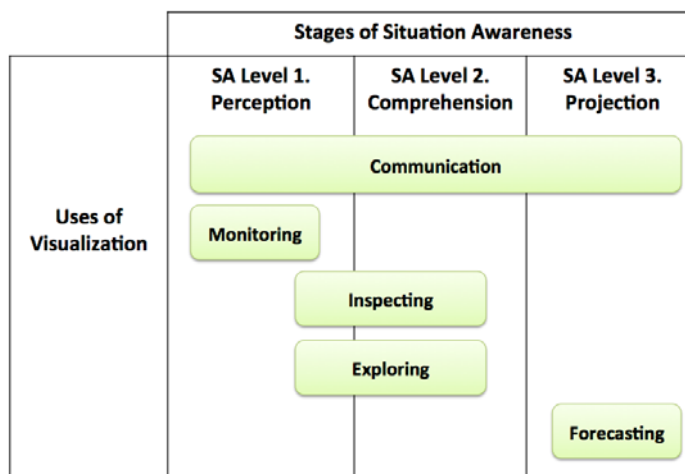 Stages of Situation Awareness
SA Level 1.
Perception
SA Level 2.
Comprehension
SA Level 3.
Projection
Uses of
Visualization
Communication
Monitoring
Inspecting
Exploring
Forecasting